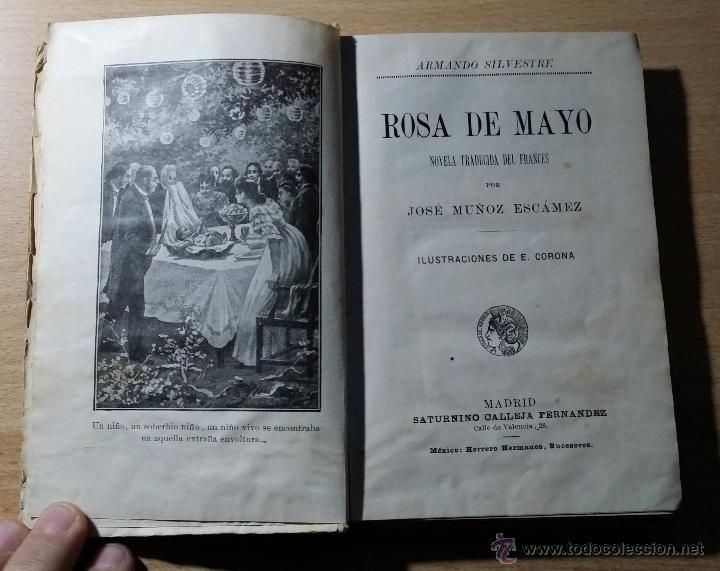 Un niño, un soberbio niño, un niño vivo se encontraba
en aquella extraña envoltura...
ARMANDO SILVESTRE
ROSA DE MAYO
NOVELA TRADUCIDA DEL FRANCES
POR
JOSÉ MUÑOZ ESCÁMEZ
ILUSTRACIONES DE E. CORONA
MADRID
SATURNINO CALLEJA FERNANDEZ
Calle de Valencia, 28.
México: Herrero Hermanos, Sucesores.
www.todocoleccion.net